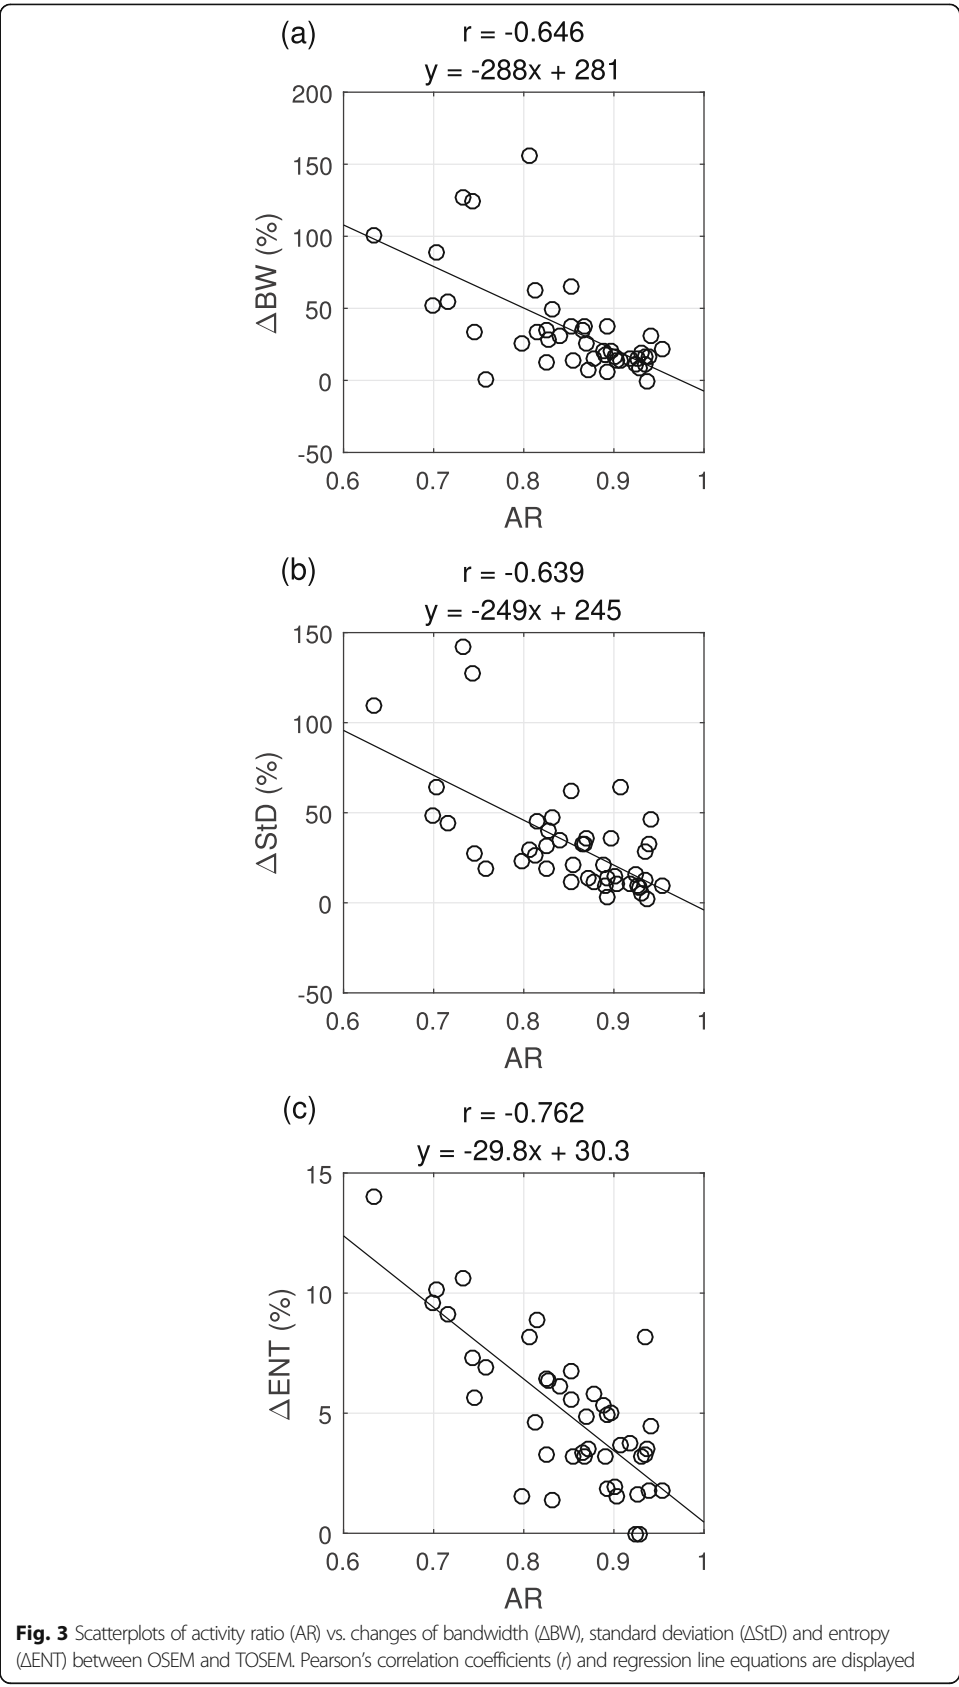 (a)
r = -0.646
y = -288x + 281
200
150
100
50
0
-50
ΔBW (%)
0.6 0.7 0.8 0.9 1
AR
(b)
r = -0.639
y = -249x + 245
150
100
50
0
-50
ΔStD (%)
0.6 0.7 0.8 0.9 1
AR
(c)
r = -0.762
y = -29.8x + 30.3
15
10
5
0
ΔENT (%)
0.6 0.7 0.8 0.9 1
AR
Fig. 3 Scatterplots of activity ratio (AR) vs. changes of bandwidth (ΔBW), standard deviation (ΔStD) and entropy
(ΔENT) between OSEM and TOSEM. Pearson's correlation coefficients (r) and regression line equations are displayed